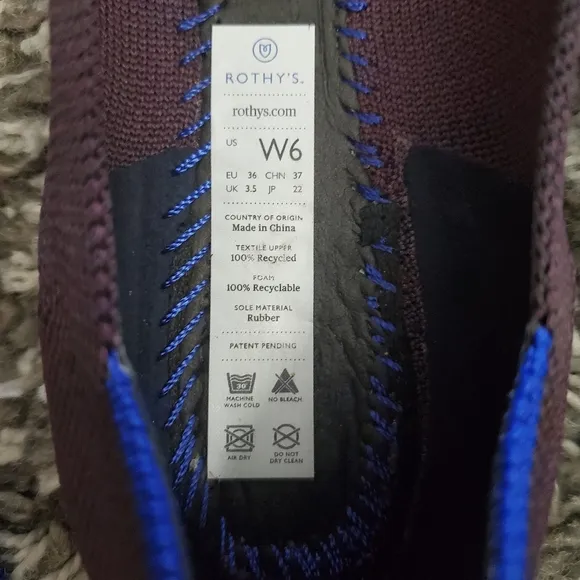 ROTHY'S
rothys.com
US W6
EU 36 CHN 37
UK 3.5 JP 22
COUNTRY OF ORIGIN
Made in China
TEXTILE UPPER
100% Recycled
FOAM
100% Recyclable
SOLE MATERIAL
Rubber
PATENT PENDING
30°
MACHINE WASH COLD
NO BLEACH
AIR DRY
DO NOT DRY CLEAN